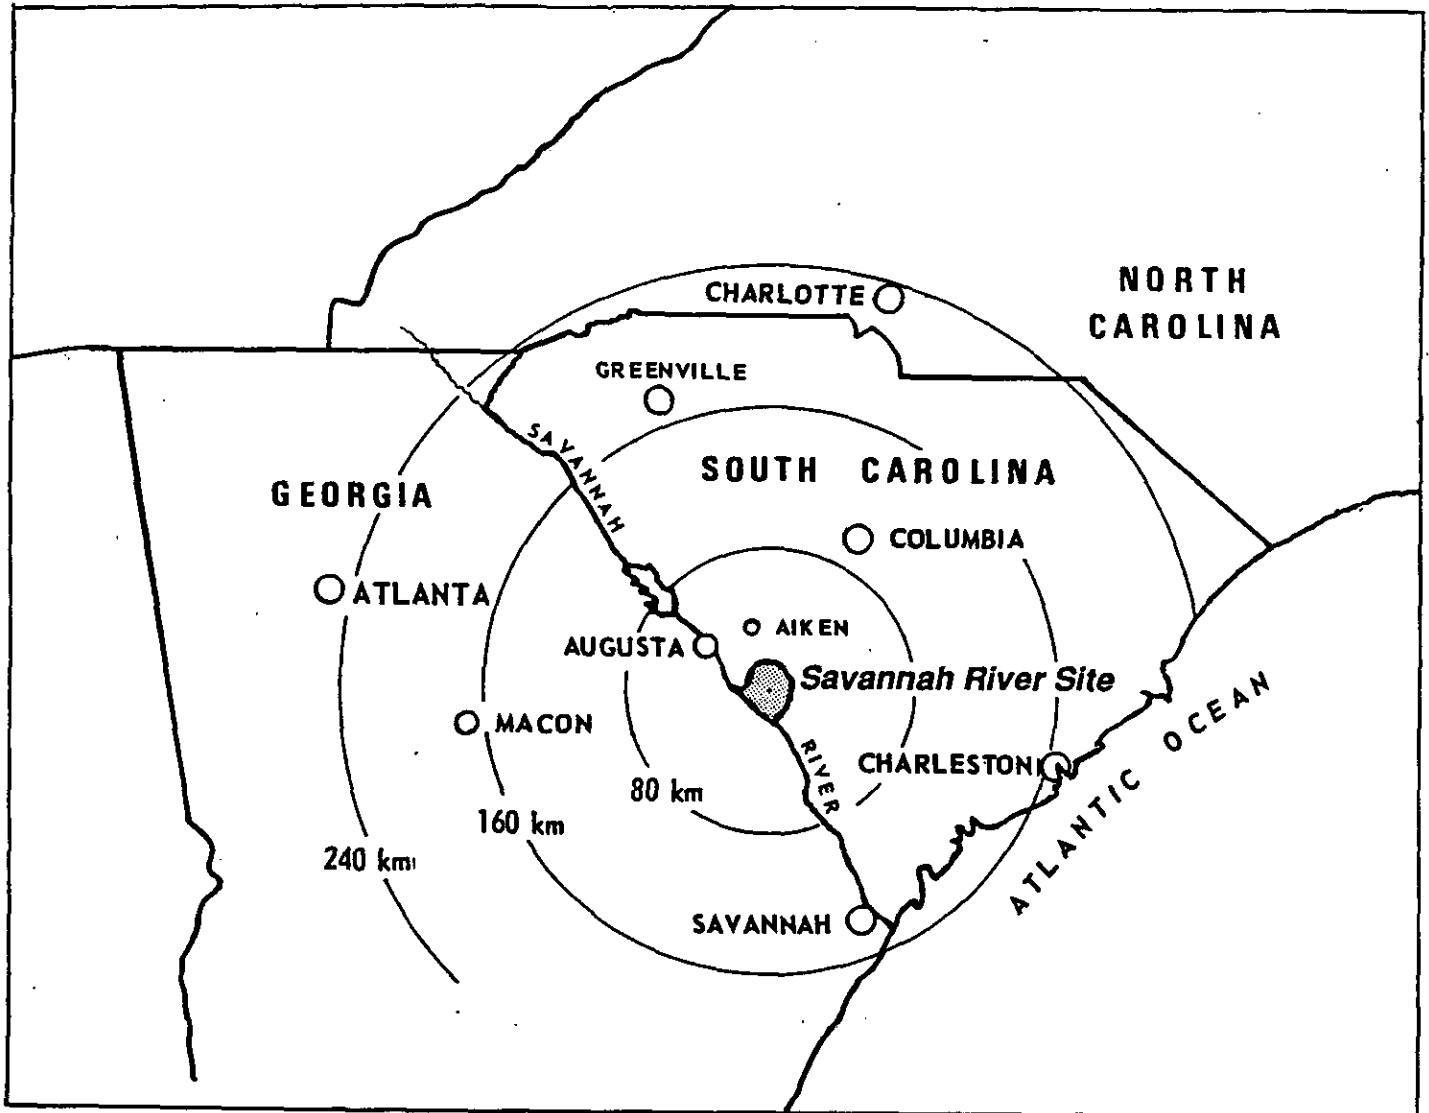 NORTH
CAROLINA
CHARLOTTE
GREENVILLE
SAVANNAH
SOUTH CAROLINA
GEORGIA
COLUMBIA
ATLANTA
AIKEN
AUGUSTA
Savannah River Site
MACON
RIVER
CHARLESTON
ATLANTIC OCEAN
80 km
160 km
240 km
SAVANNAH